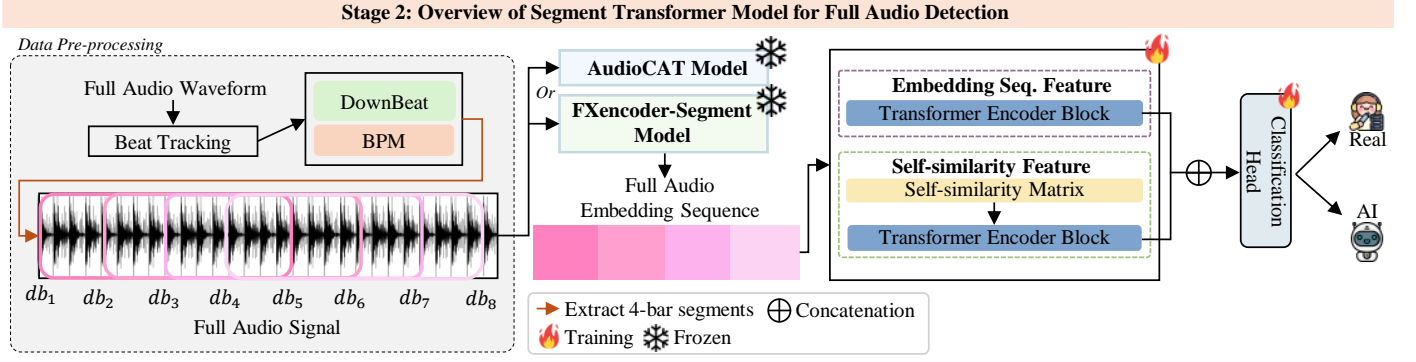 Stage 2: Overview of Segment Transformer Model for Full Audio Detection
Data Pre-processing
Full Audio Waveform
Beat Tracking
DownBeat
BPM
db₁ db₂ db₃ db₄ db₅ db₆ db₇ db₈
Full Audio Signal
AudioCAT Model
Or
FXencoder-Segment
Model
Full Audio
Embedding Sequence
Embedding Seq. Feature
Transformer Encoder Block
Self-similarity Feature
Self-similarity Matrix
Transformer Encoder Block
Classification
Head
Real
AI
Extract 4-bar segments
Concatenation
Training
Frozen